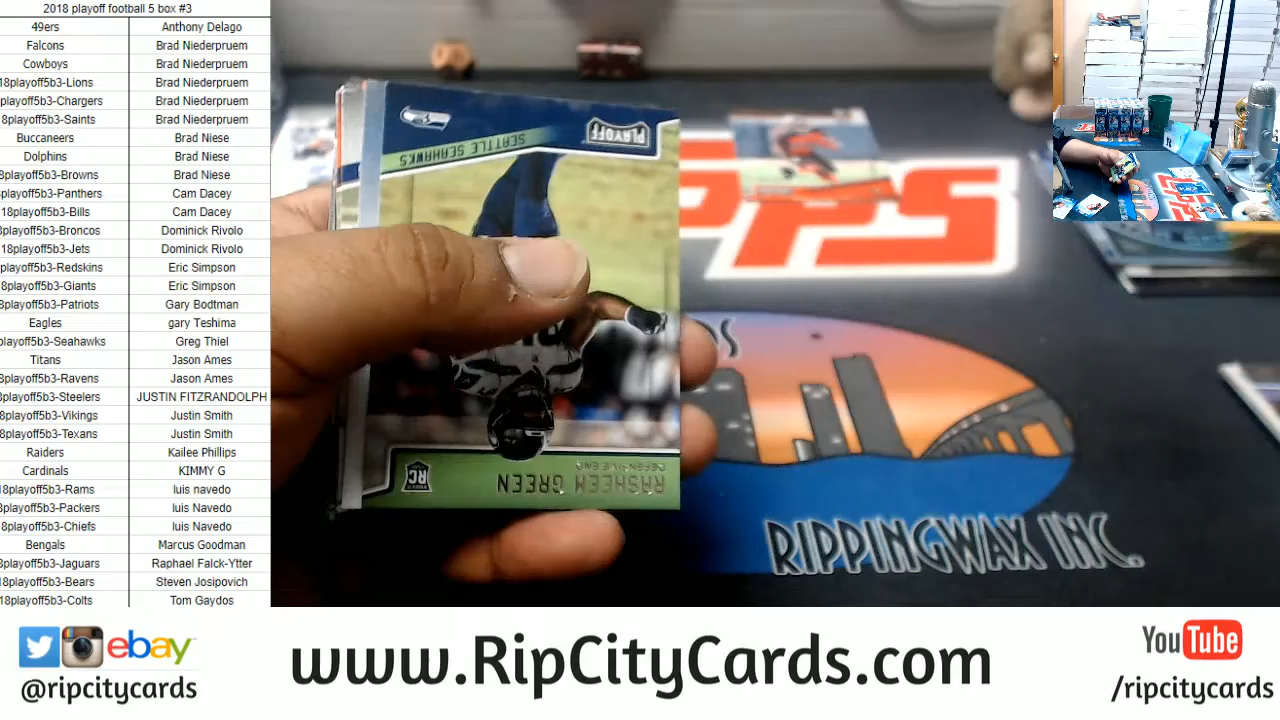 2018 playoff football 5 box #3
49ers Anthony Delago
Falcons Brad Niederpruem
Cowboys Brad Niederpruem
18playoff5b3-Lions Brad Niederpruem
playoff5b3-Chargers Brad Niederpruem
8playoff5b3-Saints Brad Niederpruem
Buccaneers Brad Niese
Dolphins Brad Niese
8playoff5b3-Browns Brad Niese
playoff5b3-Panthers Cam Dacey
18playoff5b3-Bills Cam Dacey
8playoff5b3-Broncos Dominick Rivolo
18playoff5b3-Jets Dominick Rivolo
playoff5b3-Redskins Eric Simpson
8playoff5b3-Giants Eric Simpson
8playoff5b3-Patriots Gary Bodtman
Eagles gary Teshima
playoff5b3-Seahawks Greg Thiel
Titans Jason Ames
8playoff5b3-Ravens Jason Ames
8playoff5b3-Steelers JUSTIN FITZRANDOLPH
8playoff5b3-Vikings Justin Smith
8playoff5b3-Texans Justin Smith
Raiders Kailee Phillips
Cardinals KIMMY G
18playoff5b3-Rams luis navedo
8playoff5b3-Packers luis Navedo
8playoff5b3-Chiefs luis Navedo
Bengals Marcus Goodman
8playoff5b3-Jaguars Raphael Falck-Ytter
18playoff5b3-Bears Steven Josipovich
18playoff5b3-Colts Tom Gaydos
PLAYOFF
SEATTLE SEAHAWKS
RASHEEM GREEN
DEFENSIVE END
RC
RIPPINGWAX INC.
ebay
@ripcitycards
www.RipCityCards.com
YouTube
/ripcitycards